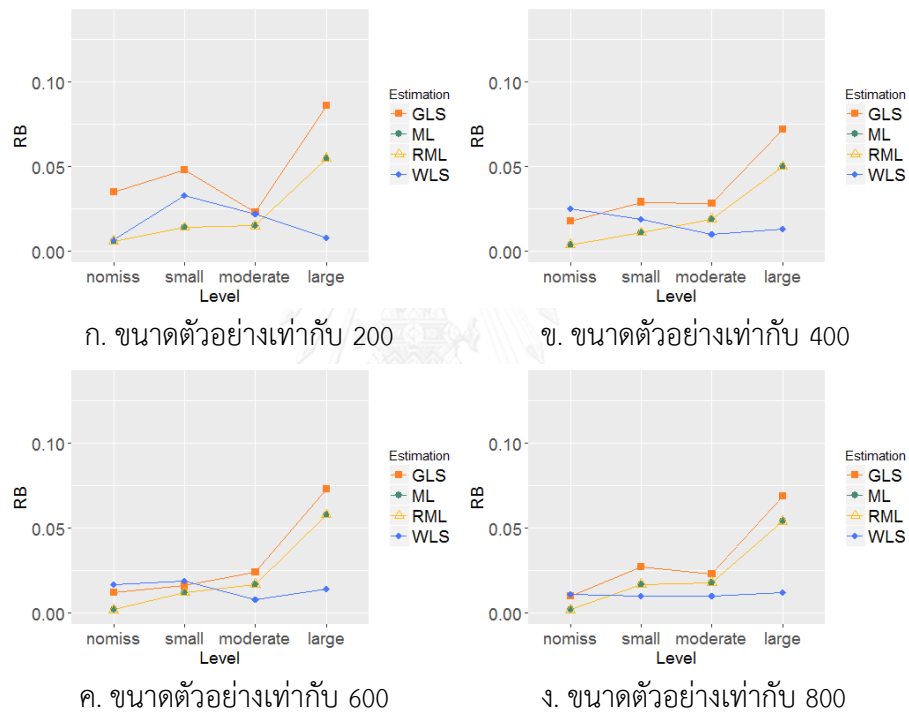 0.10
0.05
0.00
RB
nomiss small moderate large
Level
Estimation
GLS
ML
RML
WLS
ก. ขนาดตัวอย่างเท่ากับ 200
0.10
0.05
0.00
RB
nomiss small moderate large
Level
Estimation
GLS
ML
RML
WLS
ข. ขนาดตัวอย่างเท่ากับ 400
0.10
0.05
0.00
RB
nomiss small moderate large
Level
Estimation
GLS
ML
RML
WLS
ค. ขนาดตัวอย่างเท่ากับ 600
0.10
0.05
0.00
RB
nomiss small moderate large
Level
Estimation
GLS
ML
RML
WLS
ง. ขนาดตัวอย่างเท่ากับ 800